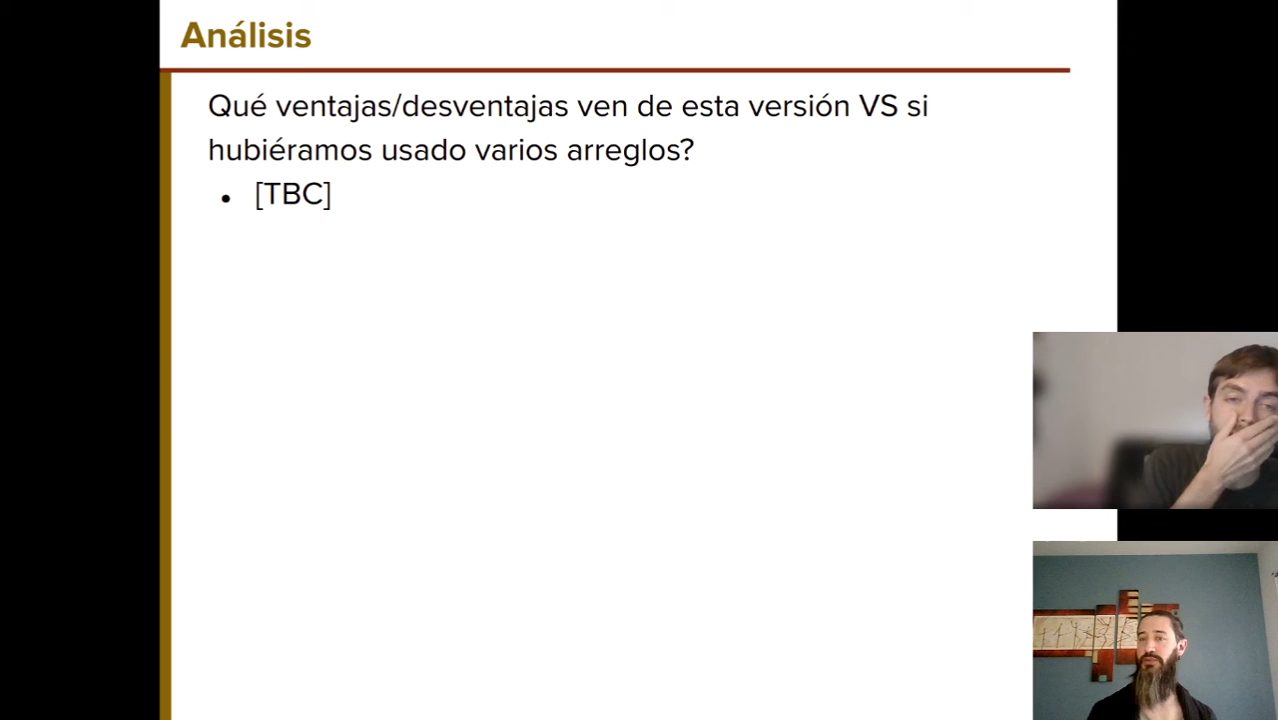 Análisis
Qué ventajas/desventajas ven de esta versión VS si
hubiéramos usado varios arreglos?
● [TBC]